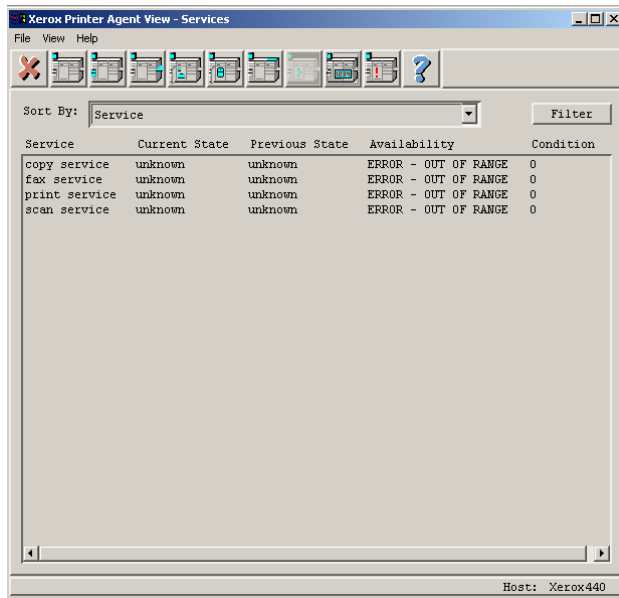 Xerox Printer Agent View - Services
File View Help
Sort By: Service Filter
Service Current State Previous State Availability Condition
copy service unknown unknown ERROR - OUT OF RANGE 0
fax service unknown unknown ERROR - OUT OF RANGE 0
print service unknown unknown ERROR - OUT OF RANGE 0
scan service unknown unknown ERROR - OUT OF RANGE 0
Host: Xerox440